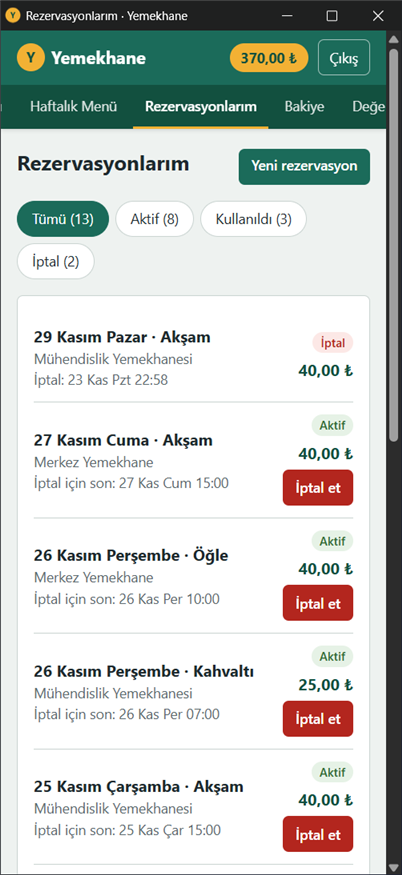 Y Rezervasyonlarım · Yemekhane
Y Yemekhane 370,00 ₺ Çıkış
Haftalık Menü Rezervasyonlarım Bakiye Değe
Rezervasyonlarım Yeni rezervasyon
Tümü (13) Aktif (8) Kullanıldı (3)
İptal (2)
29 Kasım Pazar · Akşam
Mühendislik Yemekhanesi
İptal: 23 Kas Pzt 22:58
İptal
40,00 ₺
27 Kasım Cuma · Akşam
Merkez Yemekhane
İptal için son: 27 Kas Cum 15:00
Aktif
40,00 ₺
İptal et
26 Kasım Perşembe · Öğle
Merkez Yemekhane
İptal için son: 26 Kas Per 10:00
Aktif
40,00 ₺
İptal et
26 Kasım Perşembe · Kahvaltı
Mühendislik Yemekhanesi
İptal için son: 26 Kas Per 07:00
Aktif
25,00 ₺
İptal et
25 Kasım Çarşamba · Akşam
Mühendislik Yemekhanesi
İptal için son: 25 Kas Çar 15:00
Aktif
40,00 ₺
İptal et